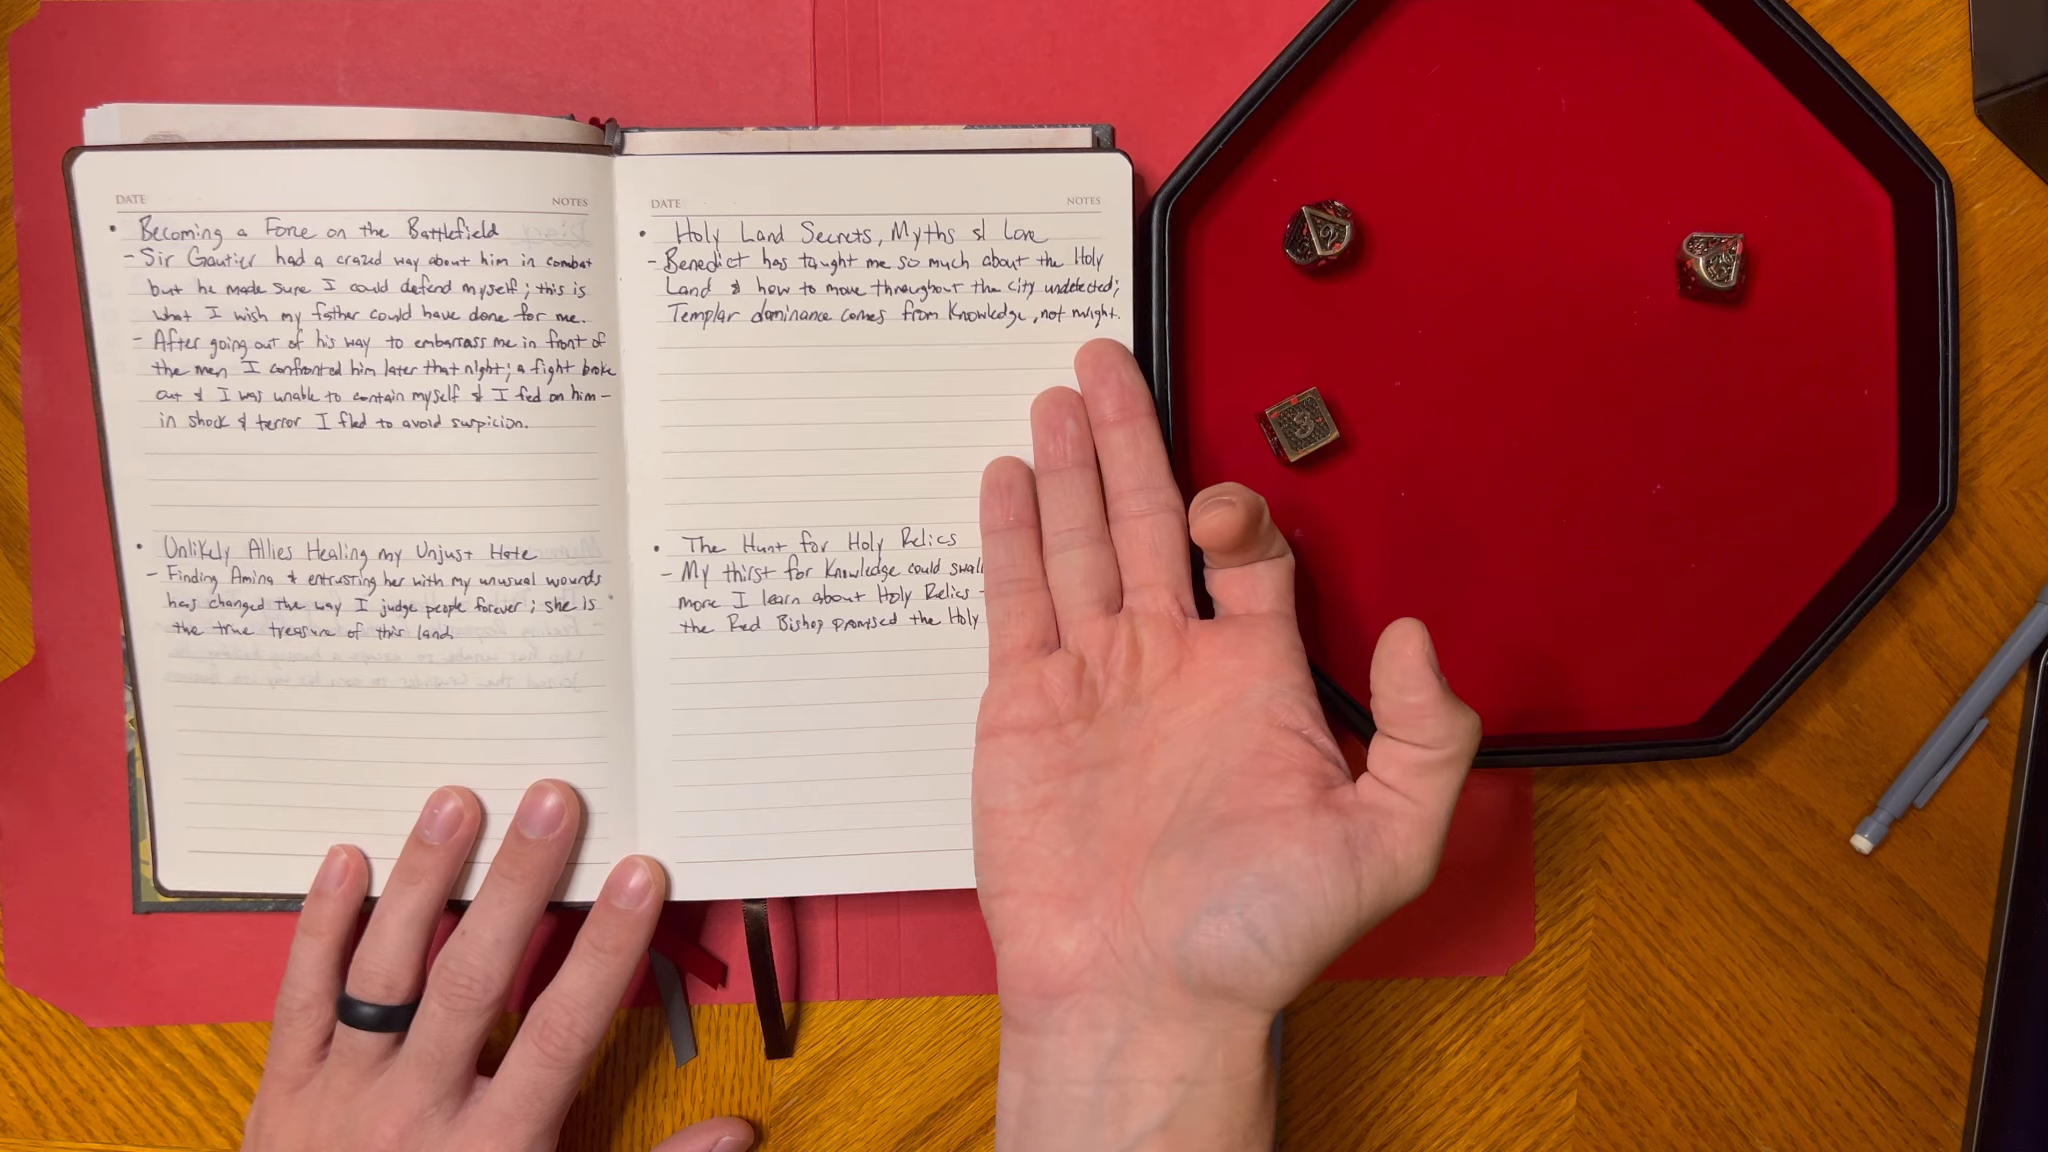 DATE
NOTES
• Becoming a Force on the Battlefield
– Sir Gautier had a crazed way about him in combat
but he made sure I could defend myself; this is
what I wish my father could have done for me.
– After going out of his way to embarrass me in front of
the men I confronted him later that night; a fight broke
out & I was unable to contain myself & I fed on him –
in shock & terror I fled to avoid suspicion.
• Unlikely Allies Healing my Unjust Hate
– Finding Amina & entrusting her with my unusual wounds
has changed the way I judge people forever; she is
the true treasure of this land.
DATE
NOTES
• Holy Land Secrets, Myths & Lore
– Benedict has taught me so much about the Holy
Land & how to move throughout the city undetected;
Templar dominance comes from Knowledge, not might.
• The Hunt for Holy Relics
– My thirst for Knowledge could swall
more I learn about Holy Relics –
the Red Bishop promised the Holy